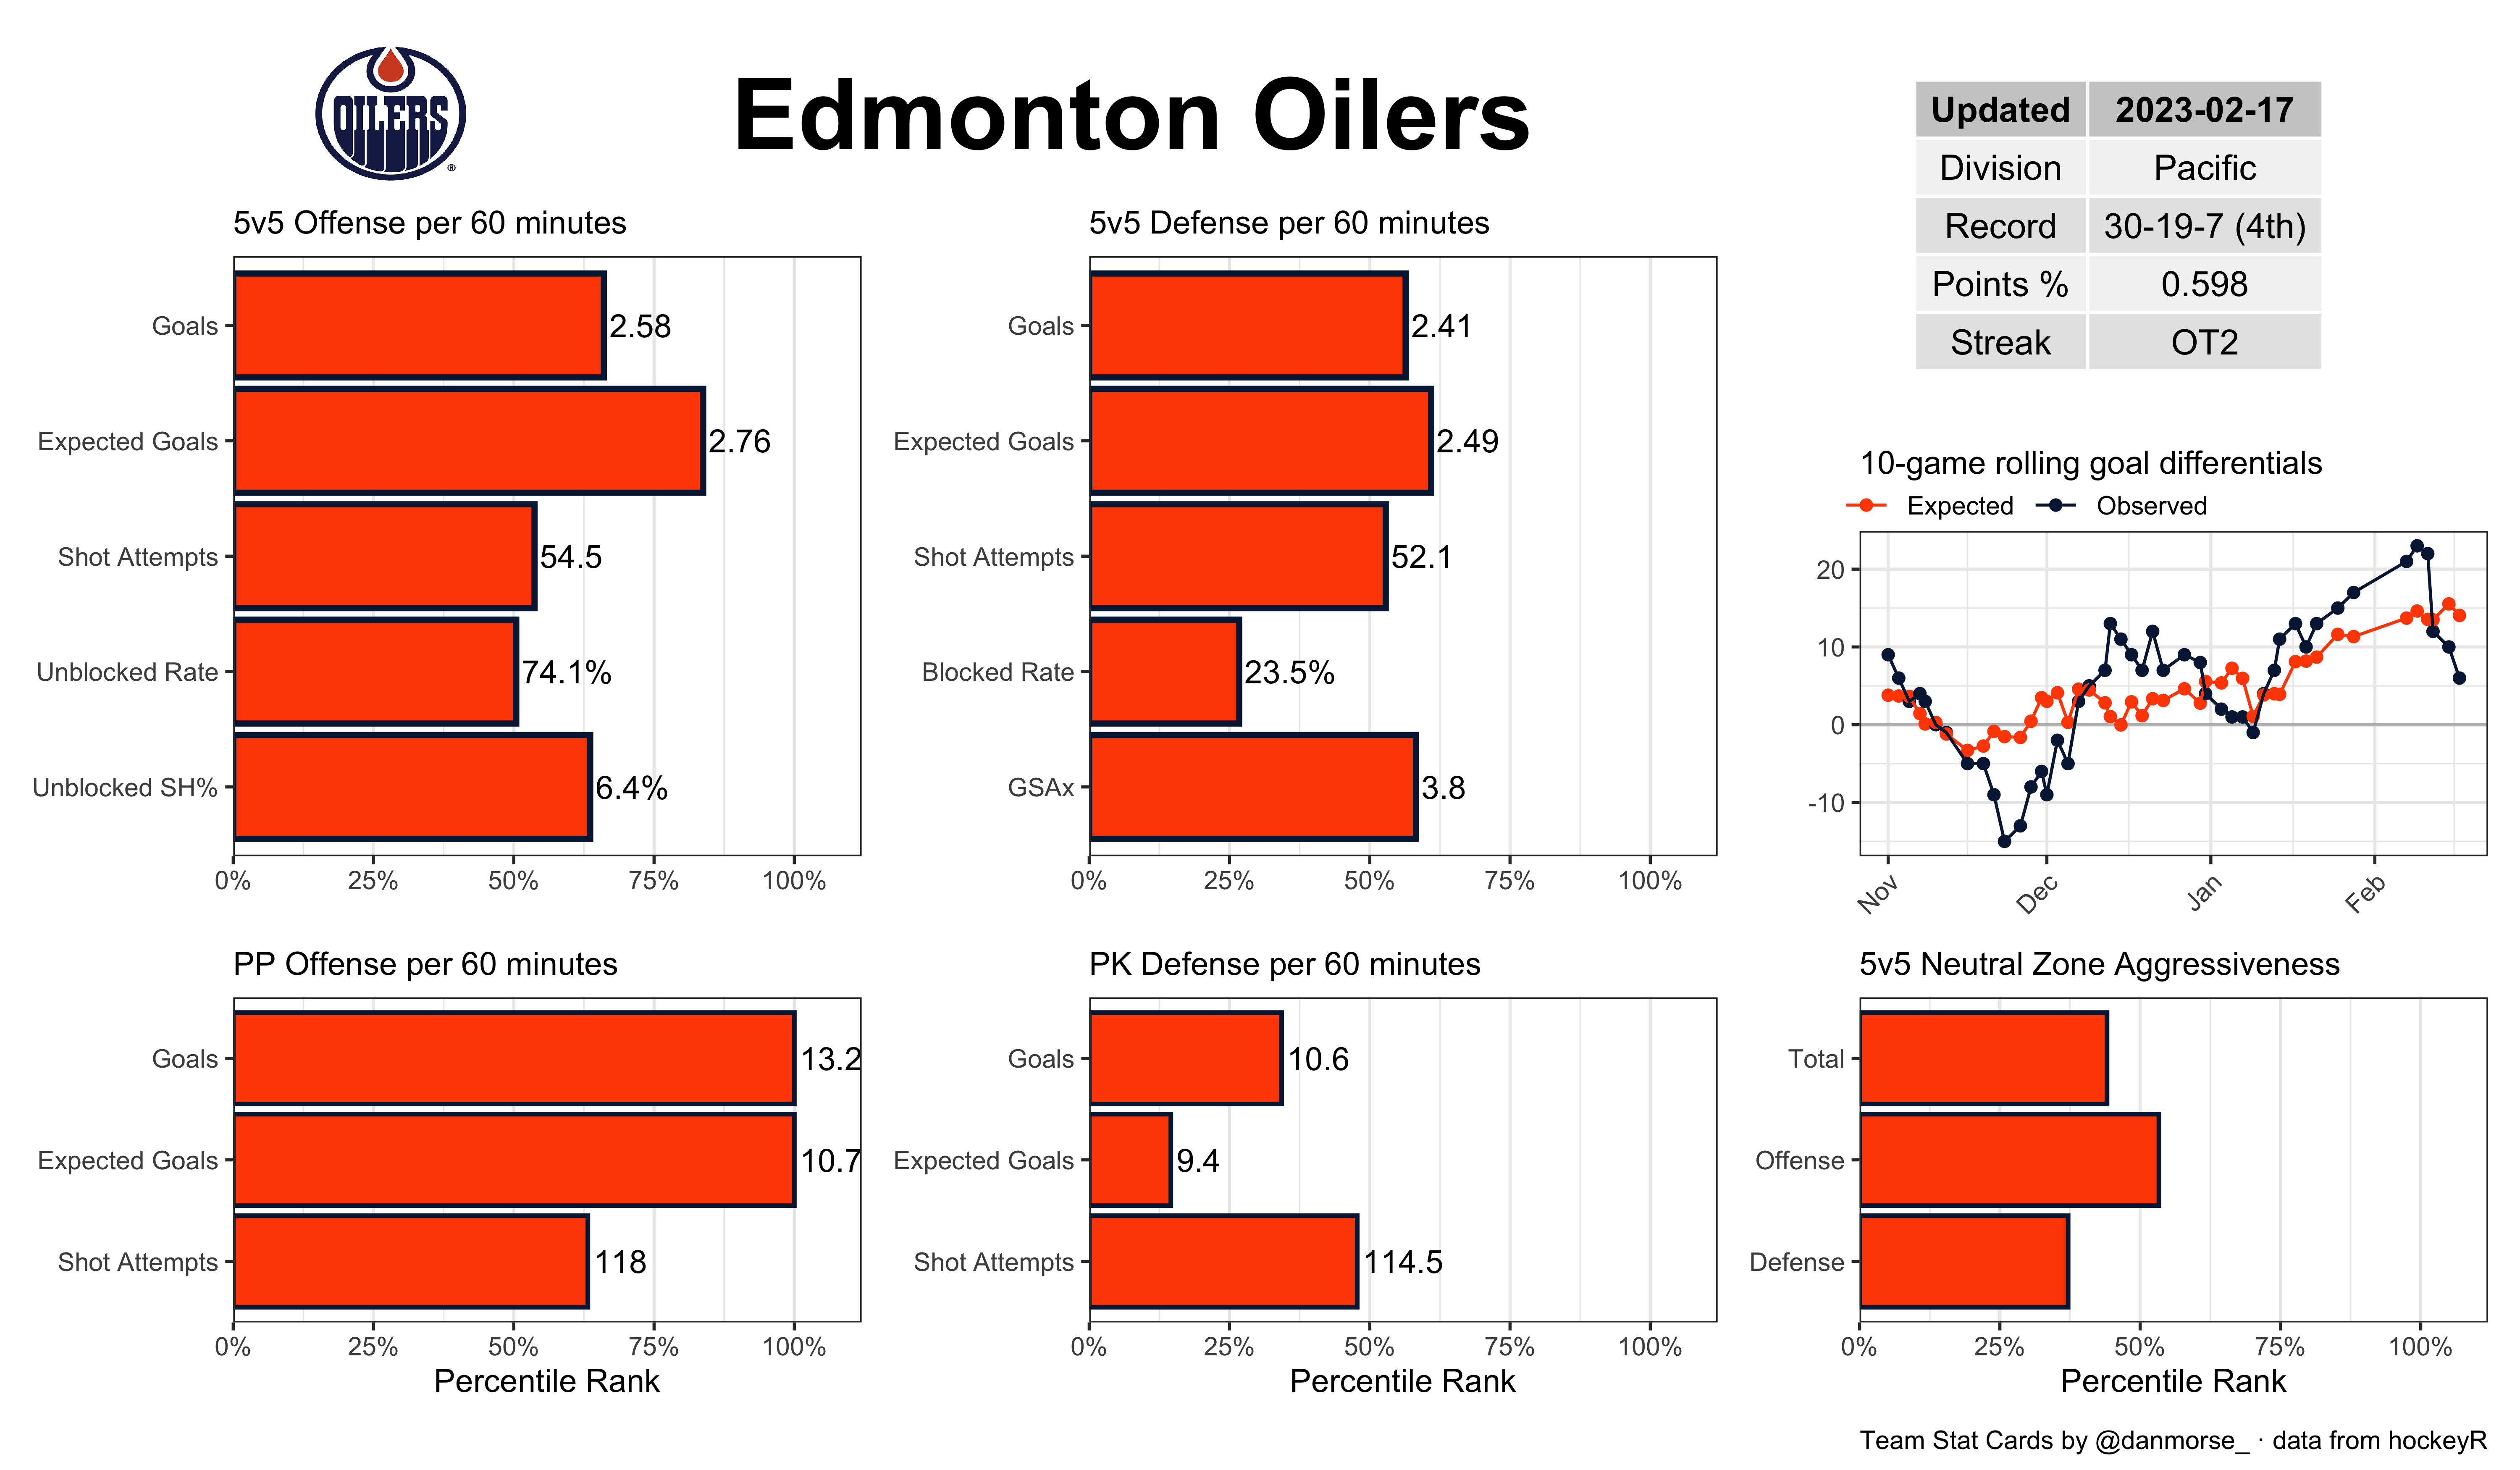 OILERS
®
Edmonton Oilers
Updated 2023-02-17
Division Pacific
Record 30-19-7 (4th)
Points % 0.598
Streak OT2
5v5 Offense per 60 minutes
Goals 2.58
Expected Goals 2.76
Shot Attempts 54.5
Unblocked Rate 74.1%
Unblocked SH% 6.4%
0% 25% 50% 75% 100%
5v5 Defense per 60 minutes
Goals 2.41
Expected Goals 2.49
Shot Attempts 52.1
Blocked Rate 23.5%
GSAx 3.8
0% 25% 50% 75% 100%
10-game rolling goal differentials
Expected Observed
20
10
0
-10
Nov Dec Jan Feb
PP Offense per 60 minutes
Goals 13.2
Expected Goals 10.7
Shot Attempts 118
0% 25% 50% 75% 100%
Percentile Rank
PK Defense per 60 minutes
Goals 10.6
Expected Goals 9.4
Shot Attempts 114.5
0% 25% 50% 75% 100%
Percentile Rank
5v5 Neutral Zone Aggressiveness
Total
Offense
Defense
0% 25% 50% 75% 100%
Percentile Rank
Team Stat Cards by @danmorse_ · data from hockeyR